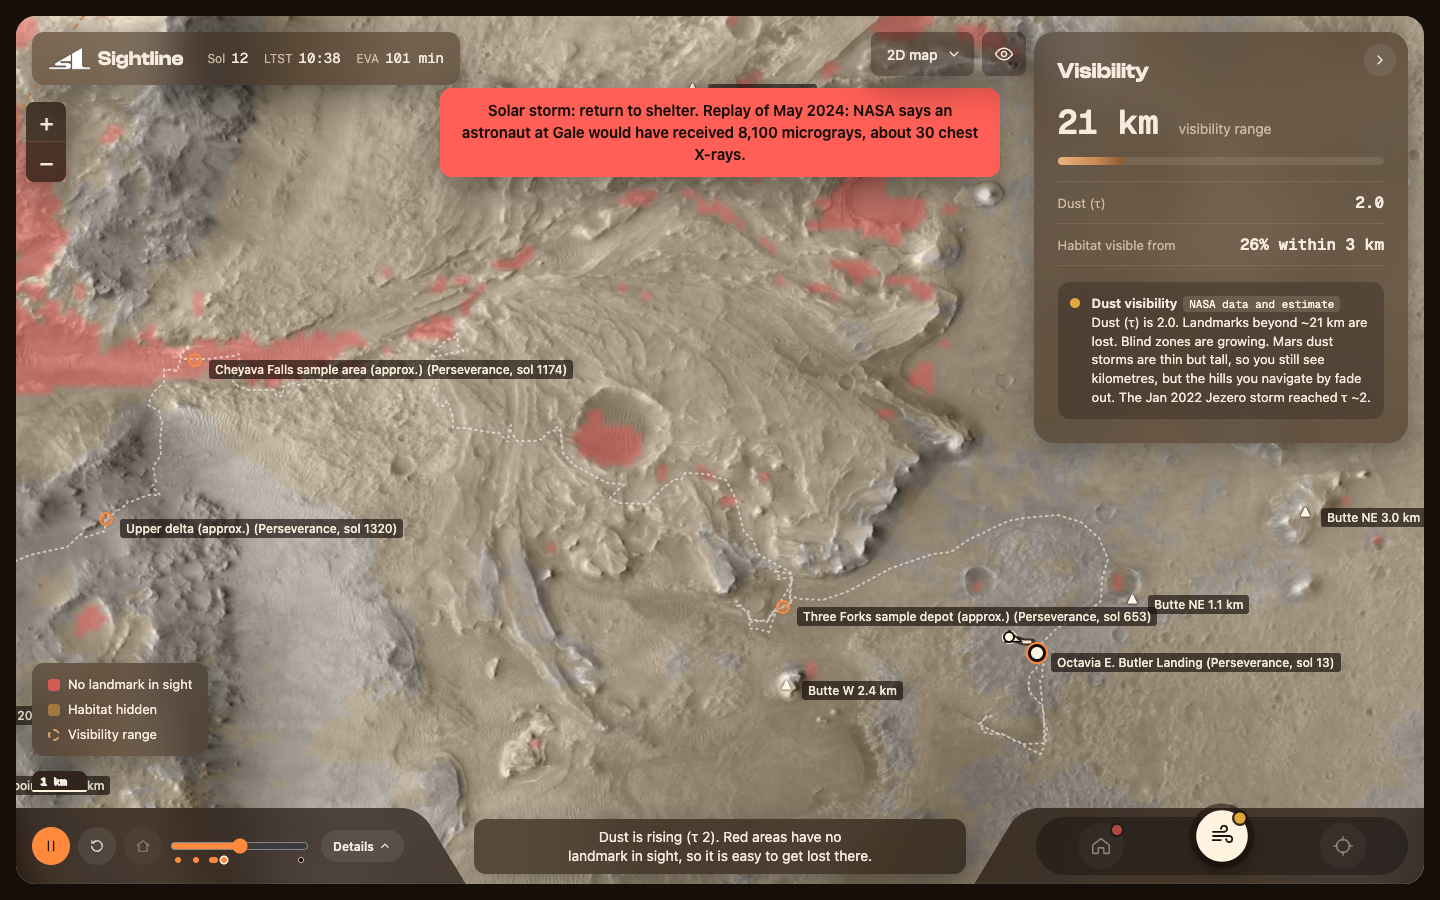 Sightline
Sol 12 LTST 10:38 EVA 101 min
2D map
+
−
Solar storm: return to shelter. Replay of May 2024: NASA says an
astronaut at Gale would have received 8,100 micrograys, about 30 chest
X-rays.
Visibility
21 km visibility range
Dust (τ) 2.0
Habitat visible from 26% within 3 km
Dust visibility NASA data and estimate
Dust (τ) is 2.0. Landmarks beyond ~21 km are
lost. Blind zones are growing. Mars dust
storms are thin but tall, so you still see
kilometres, but the hills you navigate by fade
out. The Jan 2022 Jezero storm reached τ ~2.
Cheyava Falls sample area (approx.) (Perseverance, sol 1174)
Upper delta (approx.) (Perseverance, sol 1320)
Butte NE 3.0 km
Butte NE 1.1 km
Three Forks sample depot (approx.) (Perseverance, sol 653)
Octavia E. Butler Landing (Perseverance, sol 13)
Butte W 2.4 km
No landmark in sight
Habitat hidden
Visibility range
20
1 km
km
Details
Dust is rising (τ 2). Red areas have no
landmark in sight, so it is easy to get lost there.